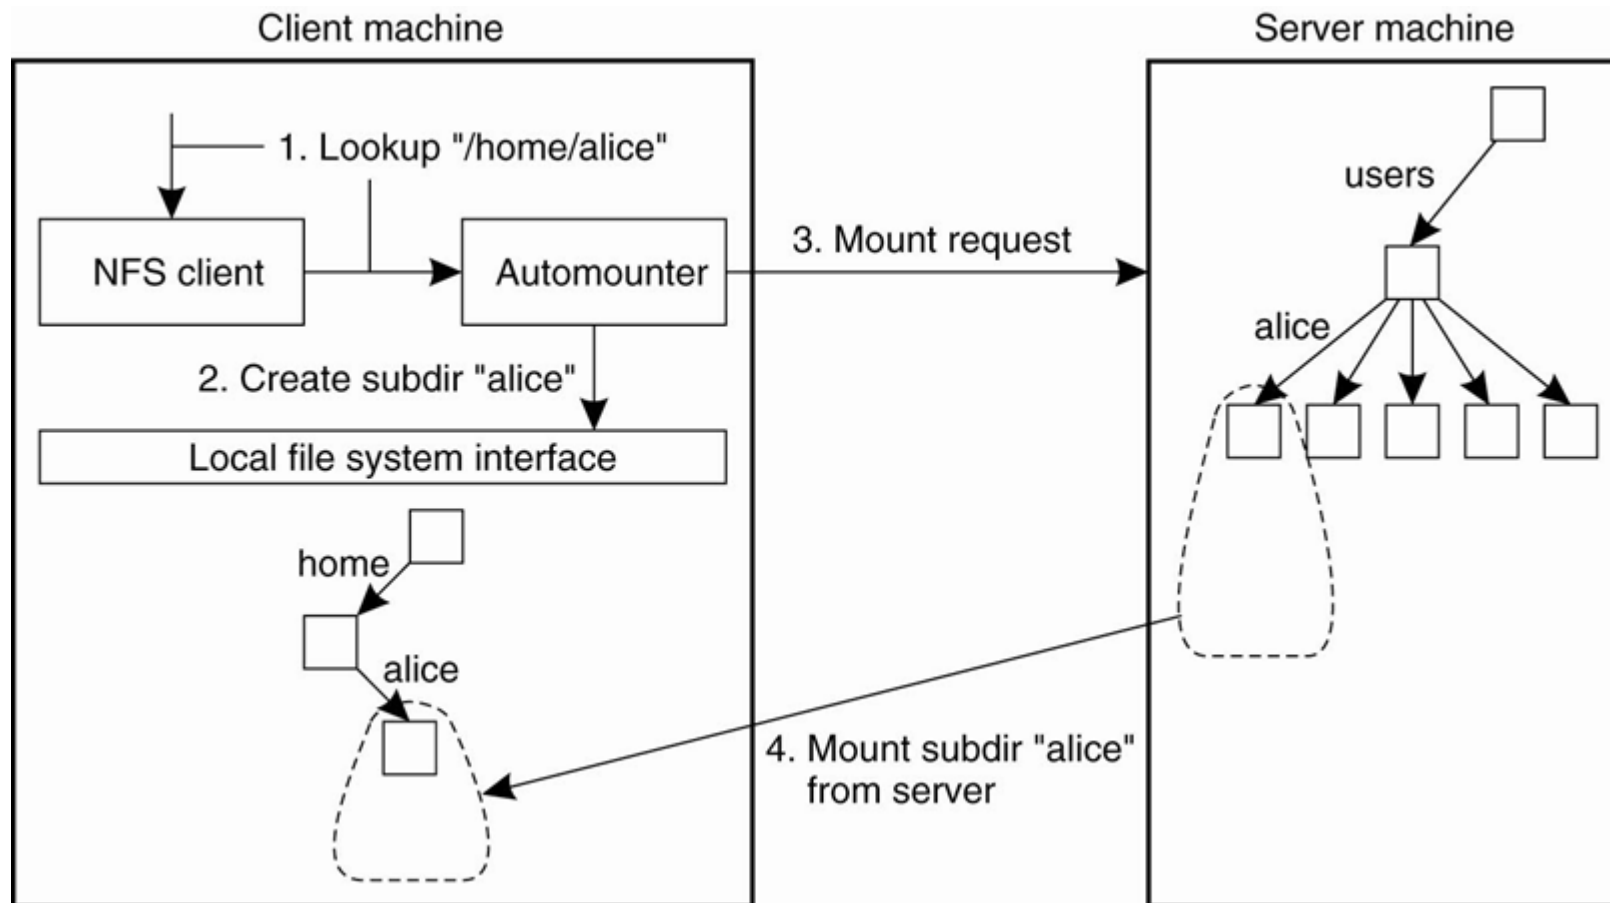 Client machine
Server machine
1. Lookup "/home/alice"
users
NFS client
Automounter
3. Mount request
alice
2. Create subdir "alice"
Local file system interface
home
alice
4. Mount subdir "alice"
from server